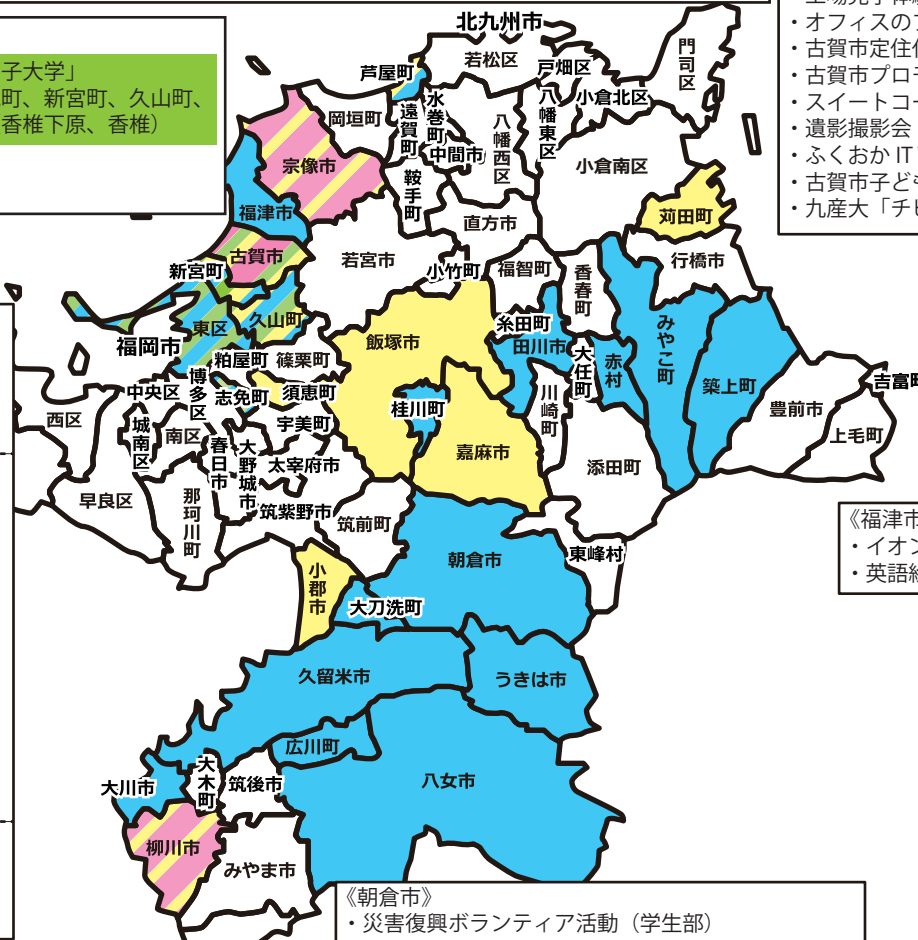 子大学」
町、新宮町、久山町、
香椎下原、香椎）
・オフィスの
・古賀市定住
・古賀市プロ
・スイートコー
・遺影撮影会
・ふくおか IT
・古賀市子ども
・九産大「チビ
北九州市
若松区
戸畑区
門司区
芦屋町
小倉北区
岡垣町
遠賀町
水巻町
中間市
八幡西区
八幡東区
小倉南区
宗像市
鞍手町
福津市
直方市
苅田町
古賀市
若宮市
小竹町
福智町
香春町
行橋市
新宮町
東区
久山町
福岡市
飯塚市
糸田町
田川市
みやこ町
粕屋町
篠栗町
大任町
赤村
築上町
吉富町
中央区
博多区
志免町
須恵町
桂川町
川崎町
豊前市
西区
城南区
南区
宇美町
上毛町
春日市
大野城市
太宰府市
嘉麻市
添田町
早良区
那珂川町
筑紫野市
筑前町
《福津市
・イオン
・英語
朝倉市
東峰村
小郡市
大刀洗町
久留米市
うきは市
広川町
大川市
大木町
筑後市
八女市
柳川市
みやま市
《朝倉市》
・災害復興ボランティア活動（学生部）